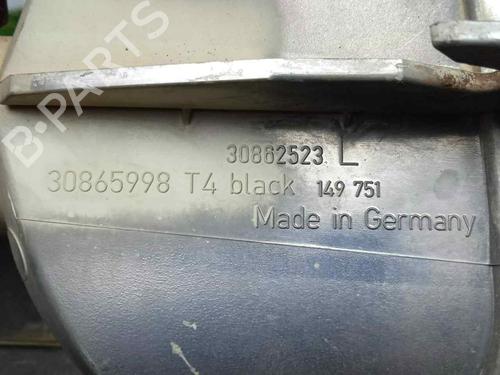 B-PARTS
30862523 L
30865998 T4 black 149 751
Made in Germany